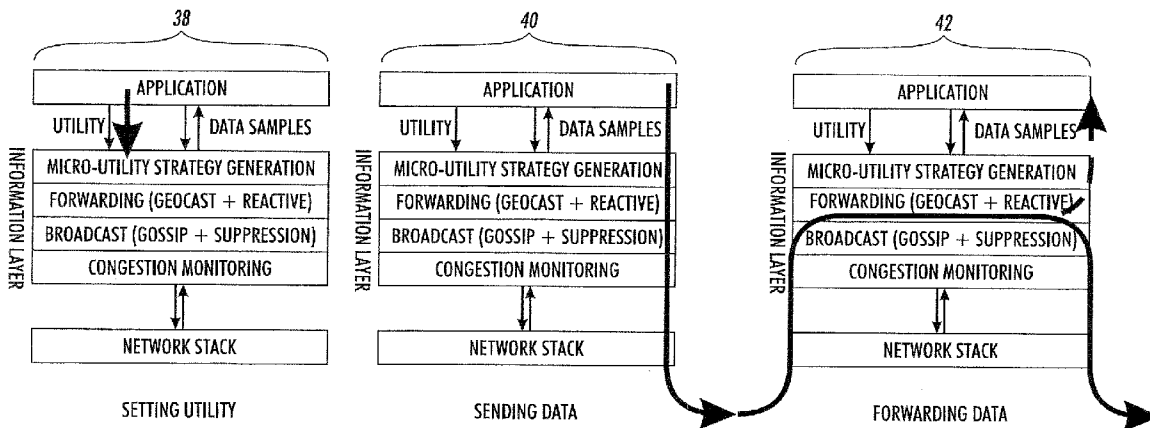 38
APPLICATION
UTILITY
DATA SAMPLES
INFORMATION LAYER
MICRO-UTILITY STRATEGY GENERATION
FORWARDING (GEOCAST + REACTIVE)
BROADCAST (GOSSIP + SUPPRESSION)
CONGESTION MONITORING
NETWORK STACK
SETTING UTILITY
40
APPLICATION
UTILITY
DATA SAMPLES
INFORMATION LAYER
MICRO-UTILITY STRATEGY GENERATION
FORWARDING (GEOCAST + REACTIVE)
BROADCAST (GOSSIP + SUPPRESSION)
CONGESTION MONITORING
NETWORK STACK
SENDING DATA
42
APPLICATION
UTILITY
DATA SAMPLES
INFORMATION LAYER
MICRO-UTILITY STRATEGY GENERATION
FORWARDING (GEOCAST + REACTIVE)
BROADCAST (GOSSIP + SUPPRESSION)
CONGESTION MONITORING
NETWORK STACK
FORWARDING DATA